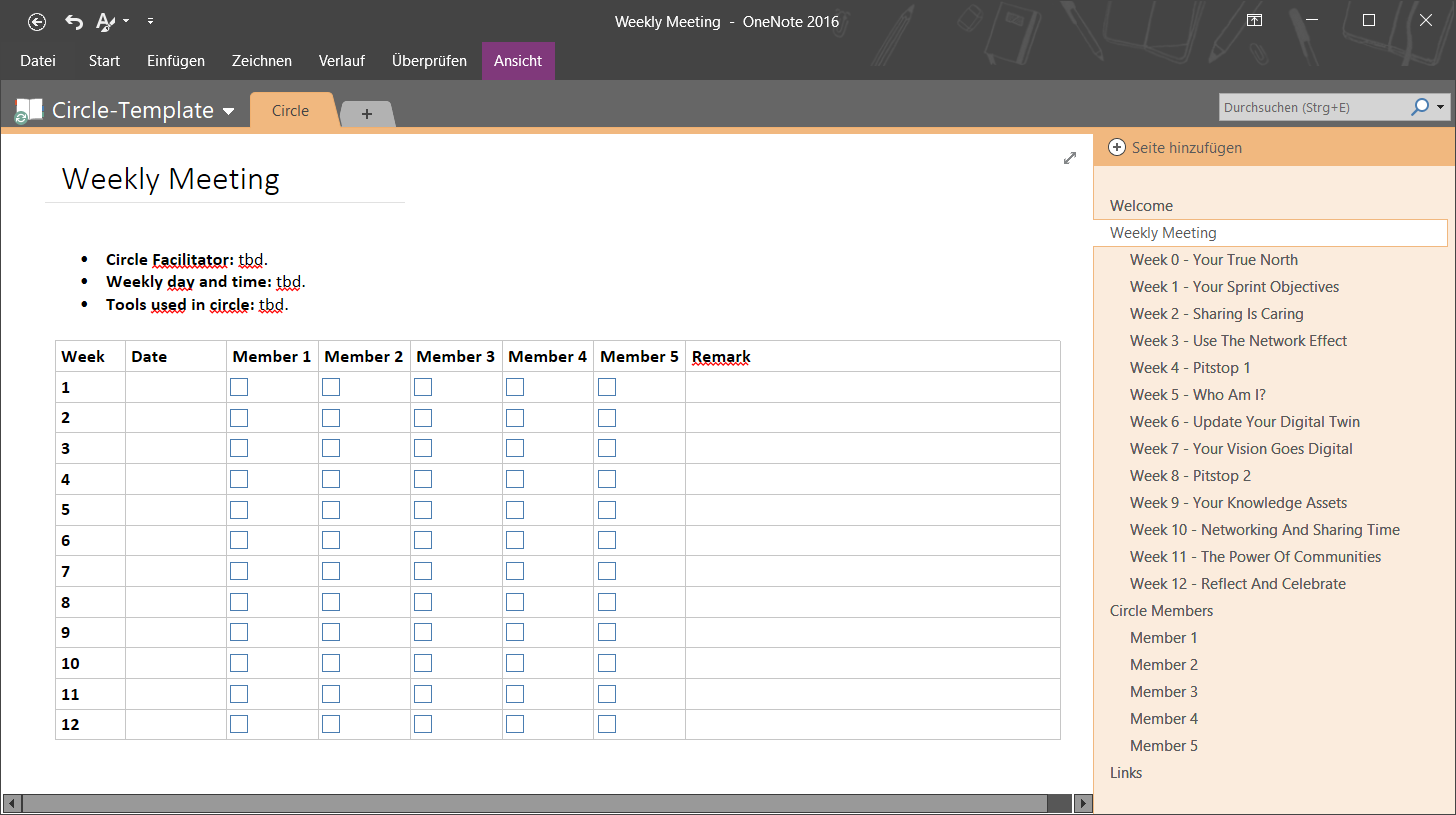 Weekly Meeting - OneNote 2016
Datei Start Einfügen Zeichnen Verlauf Überprüfen Ansicht
Circle-Template Circle + Durchsuchen (Strg+E)
Weekly Meeting
• Circle Facilitator: tbd.
• Weekly day and time: tbd.
• Tools used in circle: tbd.
Week Date Member 1 Member 2 Member 3 Member 4 Member 5 Remark
1
2
3
4
5
6
7
8
9
10
11
12
Seite hinzufügen
Welcome
Weekly Meeting
Week 0 - Your True North
Week 1 - Your Sprint Objectives
Week 2 - Sharing Is Caring
Week 3 - Use The Network Effect
Week 4 - Pitstop 1
Week 5 - Who Am I?
Week 6 - Update Your Digital Twin
Week 7 - Your Vision Goes Digital
Week 8 - Pitstop 2
Week 9 - Your Knowledge Assets
Week 10 - Networking And Sharing Time
Week 11 - The Power Of Communities
Week 12 - Reflect And Celebrate
Circle Members
Member 1
Member 2
Member 3
Member 4
Member 5
Links